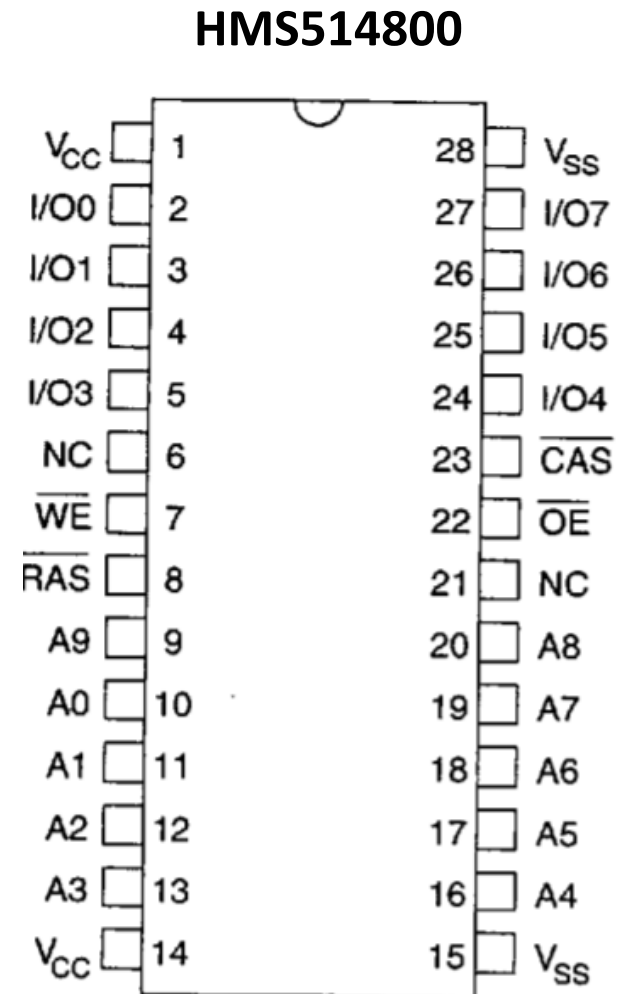 HMS514800
VCC 1 28 VSS
I/O0 2 27 I/O7
I/O1 3 26 I/O6
I/O2 4 25 I/O5
I/O3 5 24 I/O4
NC 6 23 CAS
WE 7 22 OE
RAS 8 21 NC
A9 9 20 A8
A0 10 19 A7
A1 11 18 A6
A2 12 17 A5
A3 13 16 A4
VCC 14 15 VSS